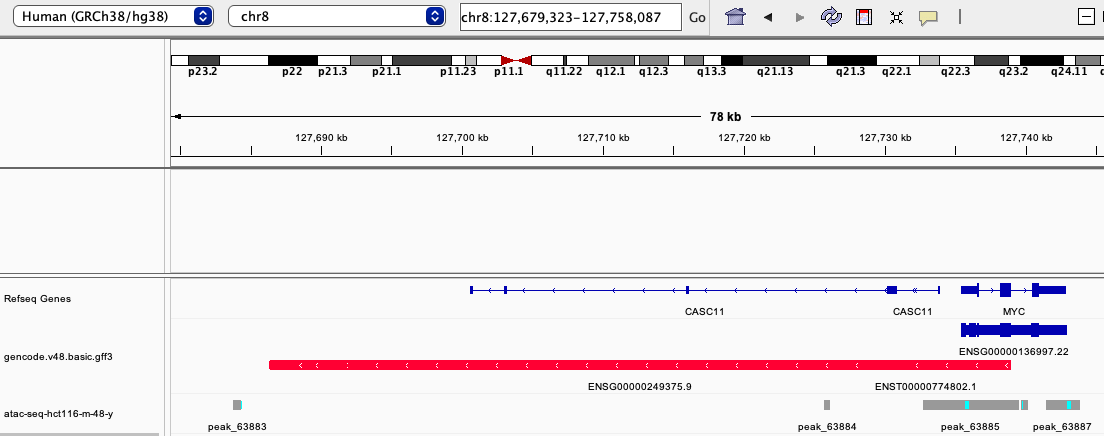 Human (GRCh38/hg38) chr8 chr8:127,679,323-127,758,087 Go
p23.2 p22 p21.3 p21.1 p11.23 p11.1 q11.22 q12.1 q12.3 q13.3 q21.13 q21.3 q22.1 q22.3 q23.2 q24.11
78 kb
127,690 kb 127,700 kb 127,710 kb 127,720 kb 127,730 kb 127,740 kb
Refseq Genes
CASC11 CASC11 MYC
gencode.v48.basic.gff3
ENSG00000136997.22
ENSG00000249375.9 ENST00000774802.1
atac-seq-hct116-m-48-y
peak_63883 peak_63884 peak_63885 peak_63887